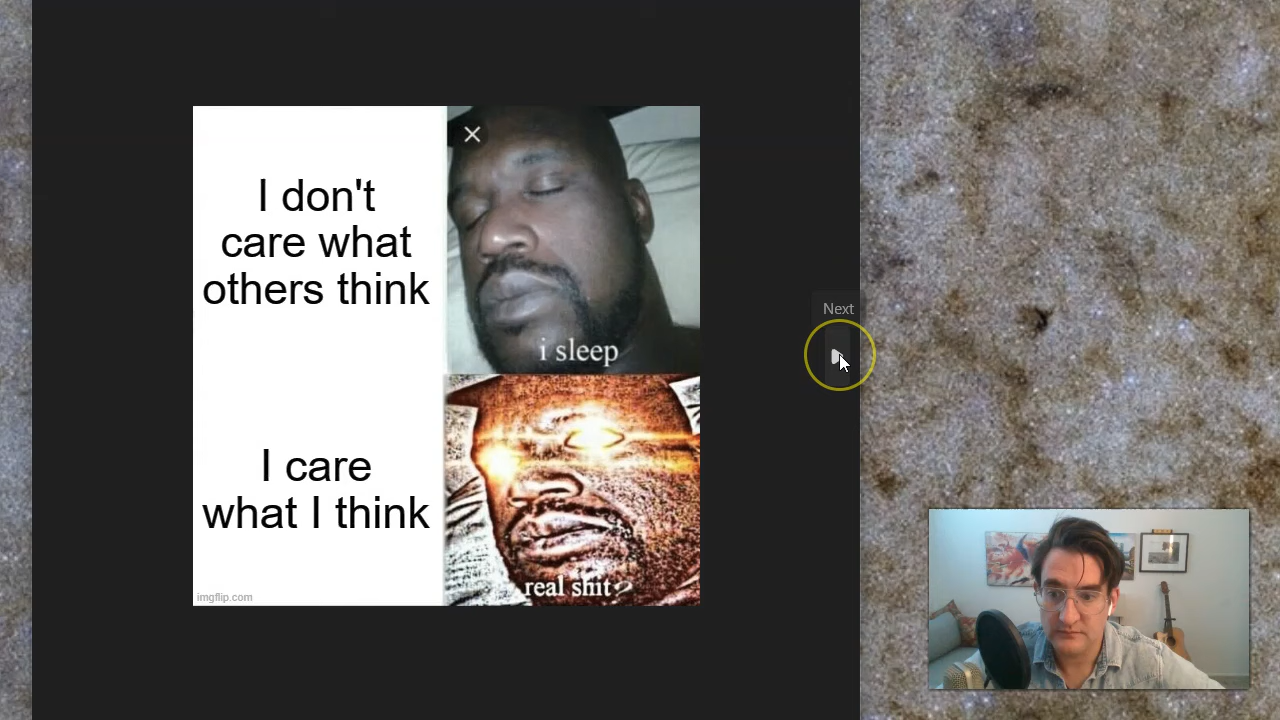 I don't
care what
others think
i sleep
Next
I care
what I think
real shit?
imgflip.com